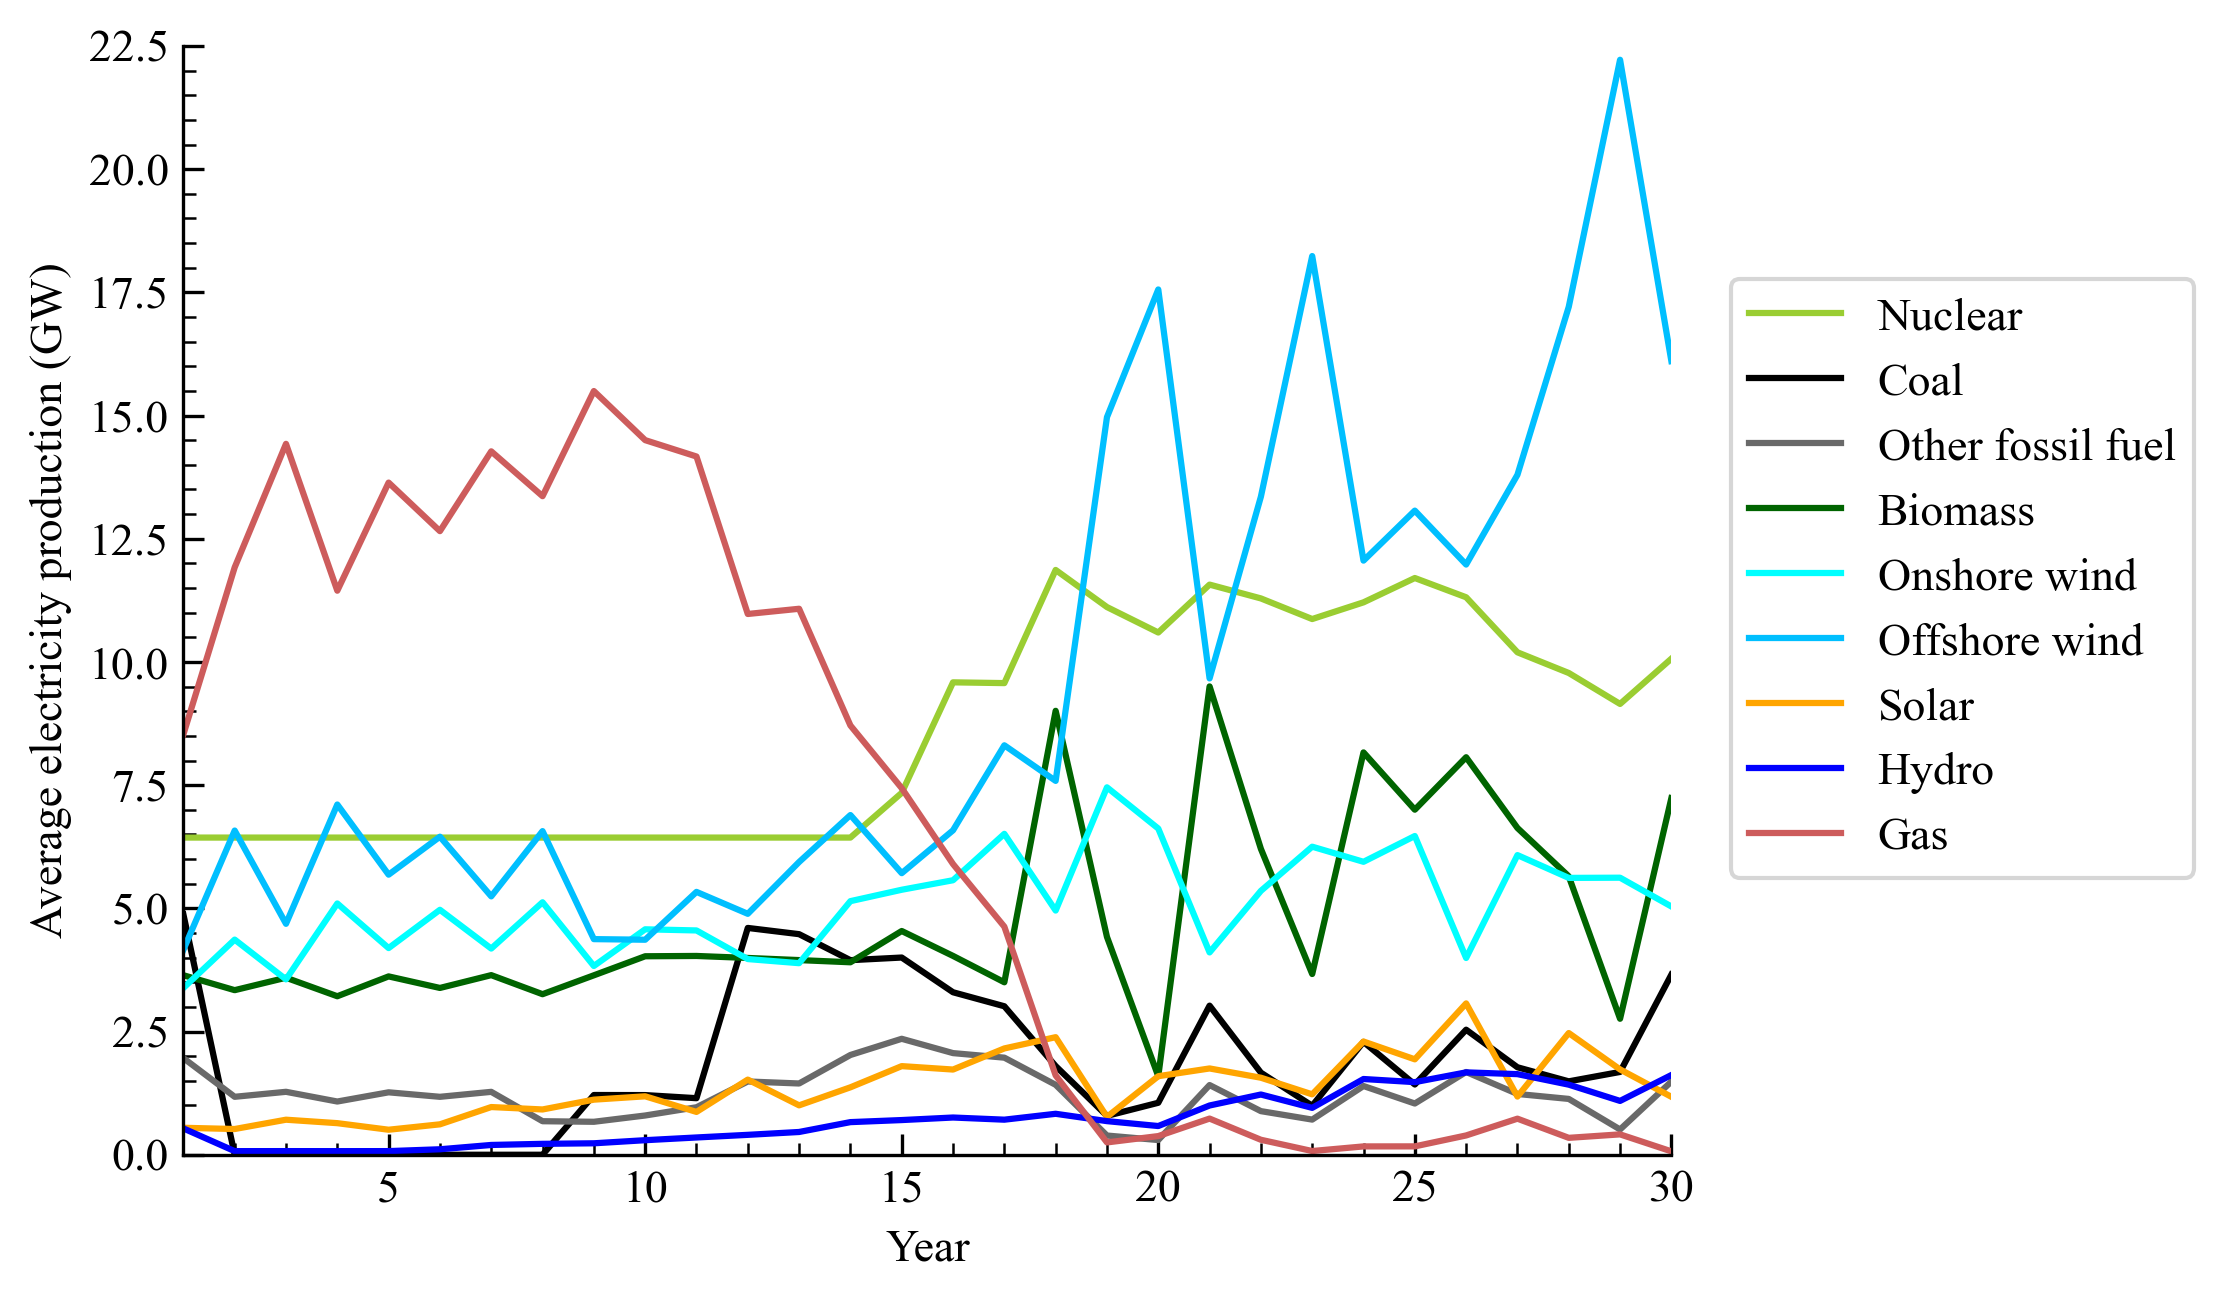 22.5
20.0
17.5
15.0
12.5
10.0
7.5
5.0
2.5
0.0
Average electricity production (GW)
5 10 15 20 25 30
Year
Nuclear
Coal
Other fossil fuel
Biomass
Onshore wind
Offshore wind
Solar
Hydro
Gas